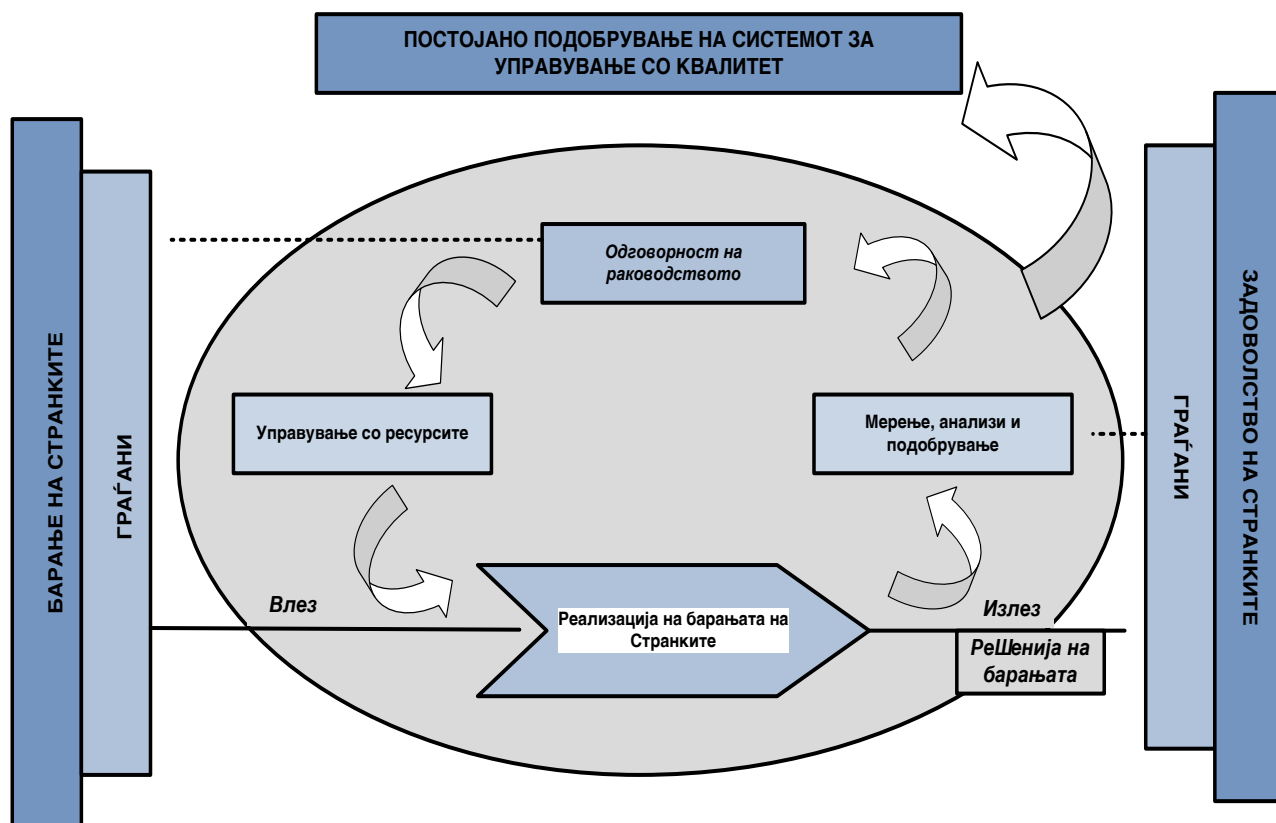 ПОСТОЈАНО ПОДОБРУВАЊЕ НА СИСТЕМОТ ЗА
УПРАВУВАЊЕ СО КВАЛИТЕТ
БАРАЊЕ НА СТРАНКИТЕ
ГРАЃАНИ
Одговорност на
раководството
Управување со ресурсите
Мерење, анализи и
подобрување
Влез
Реализација на барањата на
Странките
Излез
РеШенија на
барањата
ГРАЃАНИ
ЗАДОВОЛСТВО НА СТРАНКИТЕ